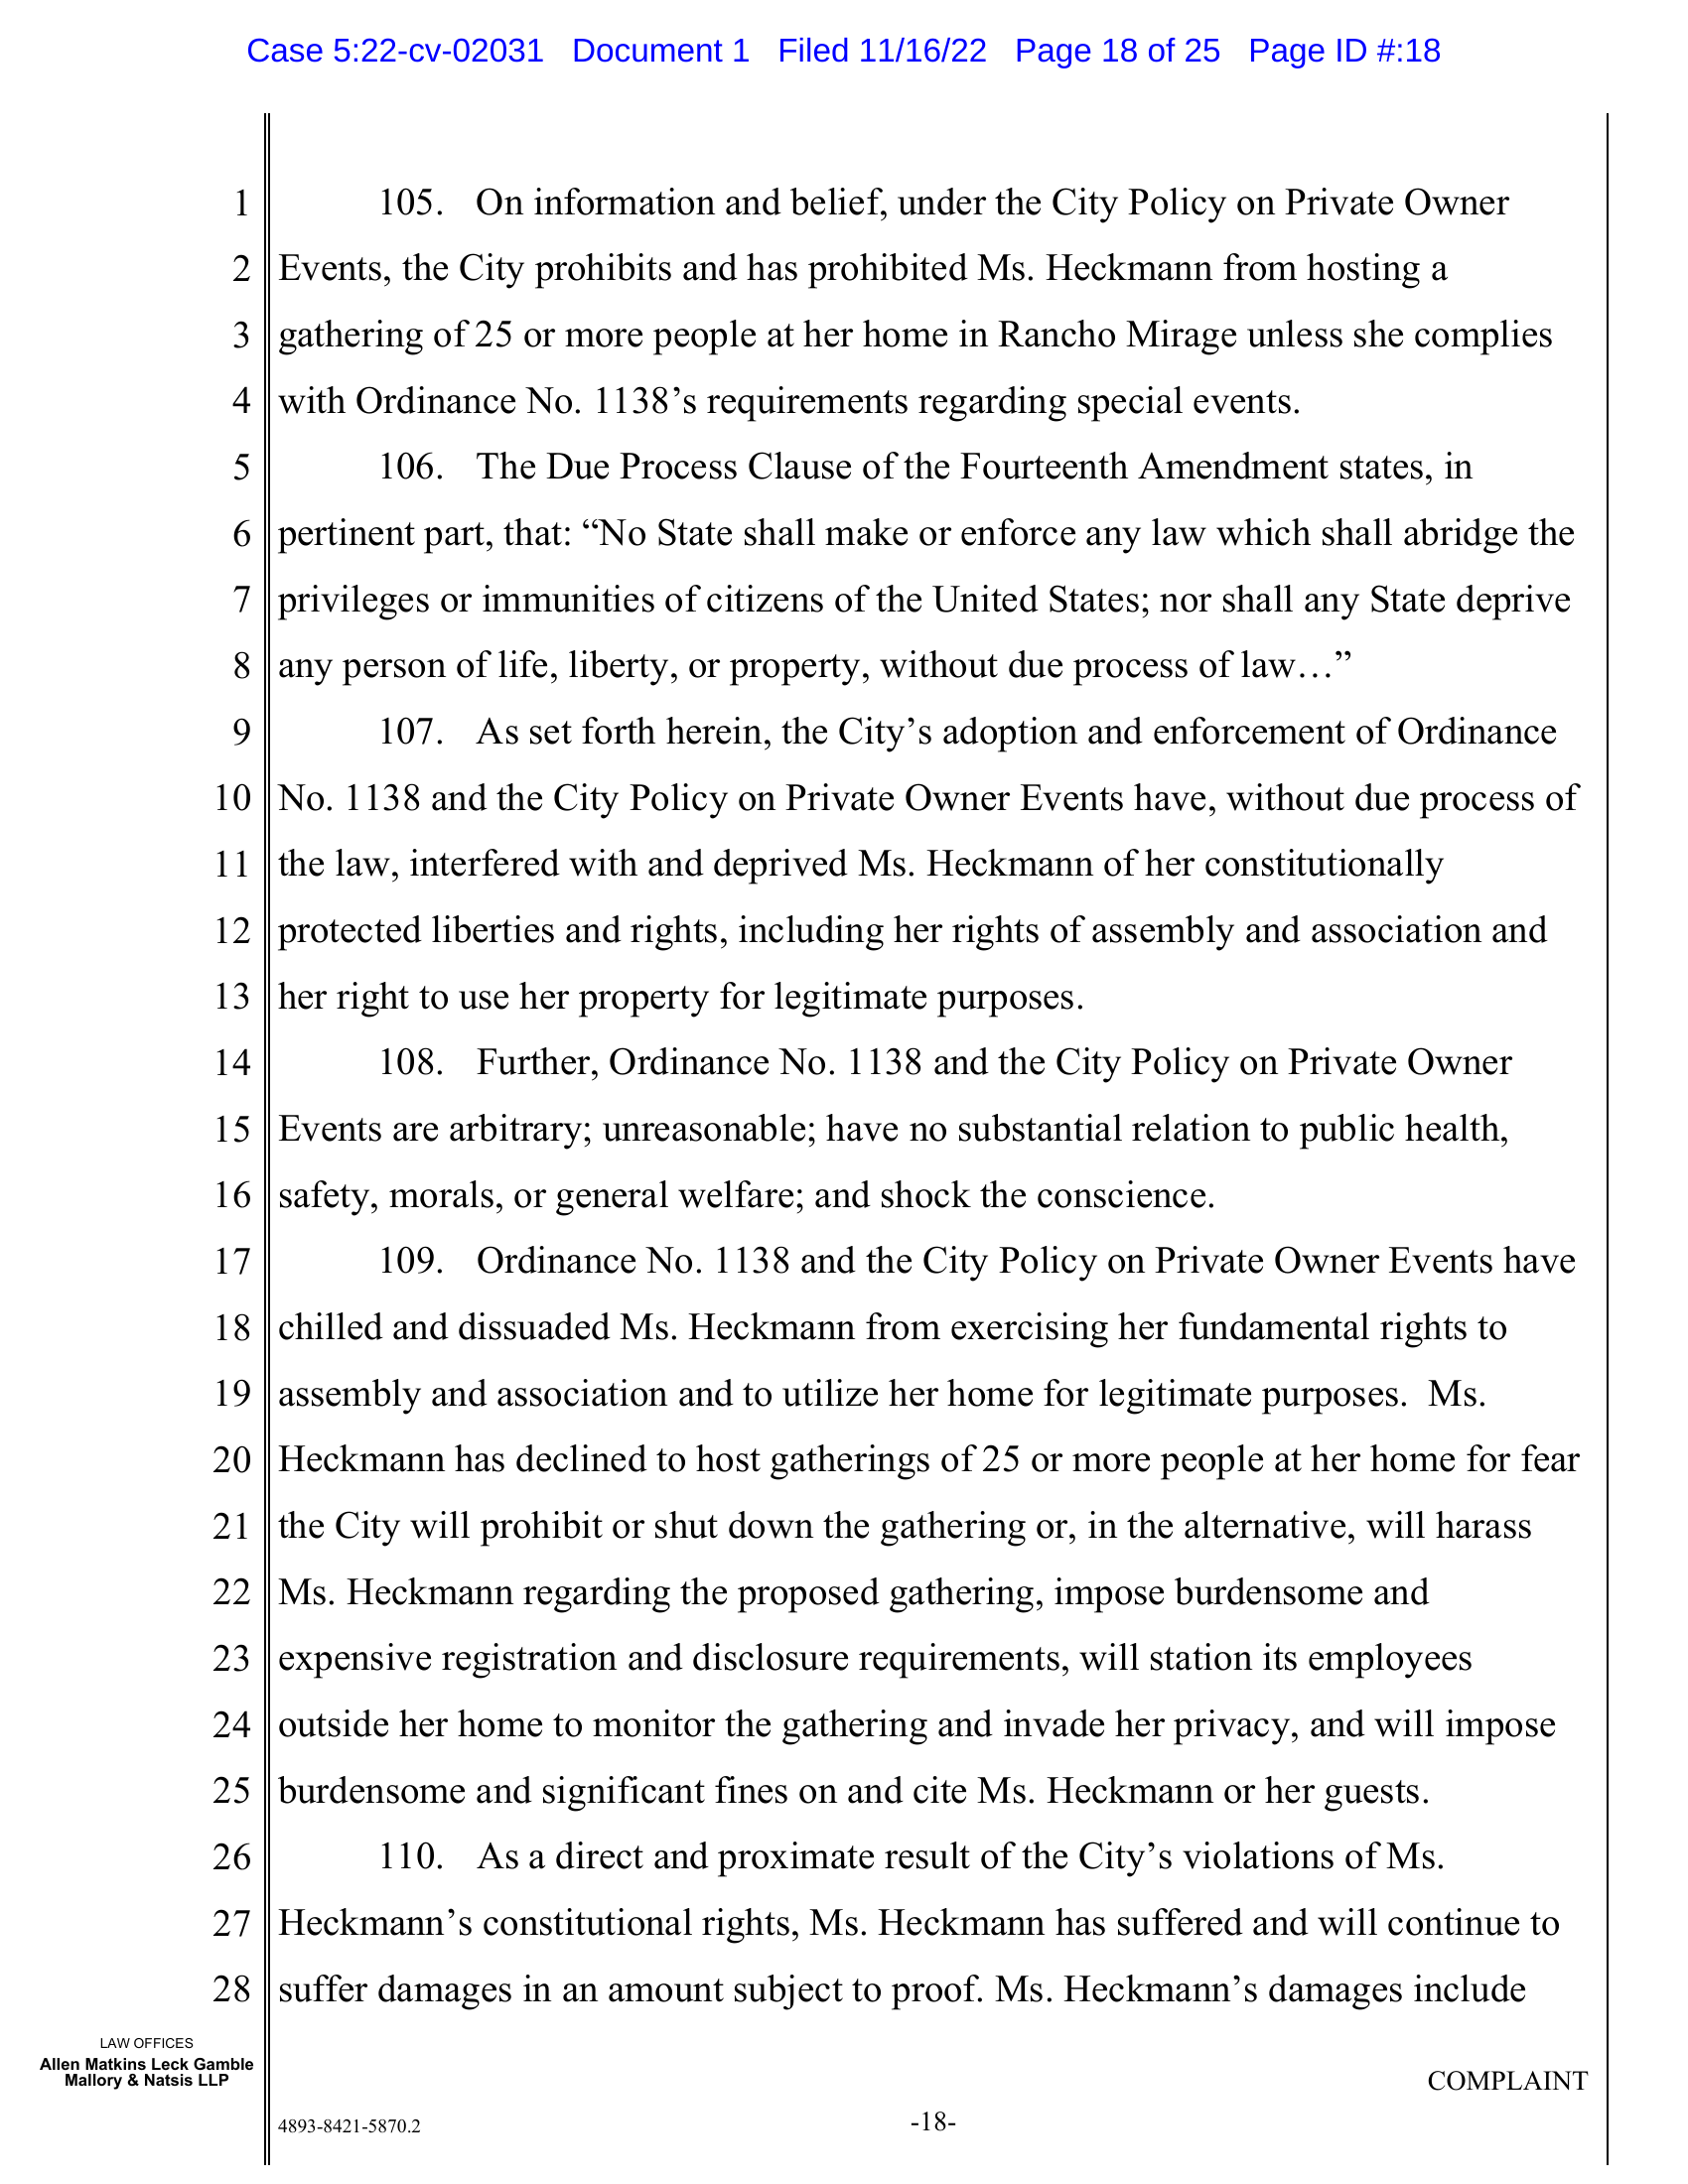 Case 5:22-cv-02031 Document 1 Filed 11/16/22 Page 18 of 25 Page ID #:18
1 105. On information and belief, under the City Policy on Private Owner
2 Events, the City prohibits and has prohibited Ms. Heckmann from hosting a
3 gathering of 25 or more people at her home in Rancho Mirage unless she complies
4 with Ordinance No. 1138’s requirements regarding special events.
5 106. The Due Process Clause of the Fourteenth Amendment states, in
6 pertinent part, that: “No State shall make or enforce any law which shall abridge the
7 privileges or immunities of citizens of the United States; nor shall any State deprive
8 any person of life, liberty, or property, without due process of law…”
9 107. As set forth herein, the City’s adoption and enforcement of Ordinance
10 No. 1138 and the City Policy on Private Owner Events have, without due process of
11 the law, interfered with and deprived Ms. Heckmann of her constitutionally
12 protected liberties and rights, including her rights of assembly and association and
13 her right to use her property for legitimate purposes.
14 108. Further, Ordinance No. 1138 and the City Policy on Private Owner
15 Events are arbitrary; unreasonable; have no substantial relation to public health,
16 safety, morals, or general welfare; and shock the conscience.
17 109. Ordinance No. 1138 and the City Policy on Private Owner Events have
18 chilled and dissuaded Ms. Heckmann from exercising her fundamental rights to
19 assembly and association and to utilize her home for legitimate purposes. Ms.
20 Heckmann has declined to host gatherings of 25 or more people at her home for fear
21 the City will prohibit or shut down the gathering or, in the alternative, will harass
22 Ms. Heckmann regarding the proposed gathering, impose burdensome and
23 expensive registration and disclosure requirements, will station its employees
24 outside her home to monitor the gathering and invade her privacy, and will impose
25 burdensome and significant fines on and cite Ms. Heckmann or her guests.
26 110. As a direct and proximate result of the City’s violations of Ms.
27 Heckmann’s constitutional rights, Ms. Heckmann has suffered and will continue to
28 suffer damages in an amount subject to proof. Ms. Heckmann’s damages include
LAW OFFICES
Allen Matkins Leck Gamble
Mallory & Natsis LLP
COMPLAINT
4893-8421-5870.2
-18-